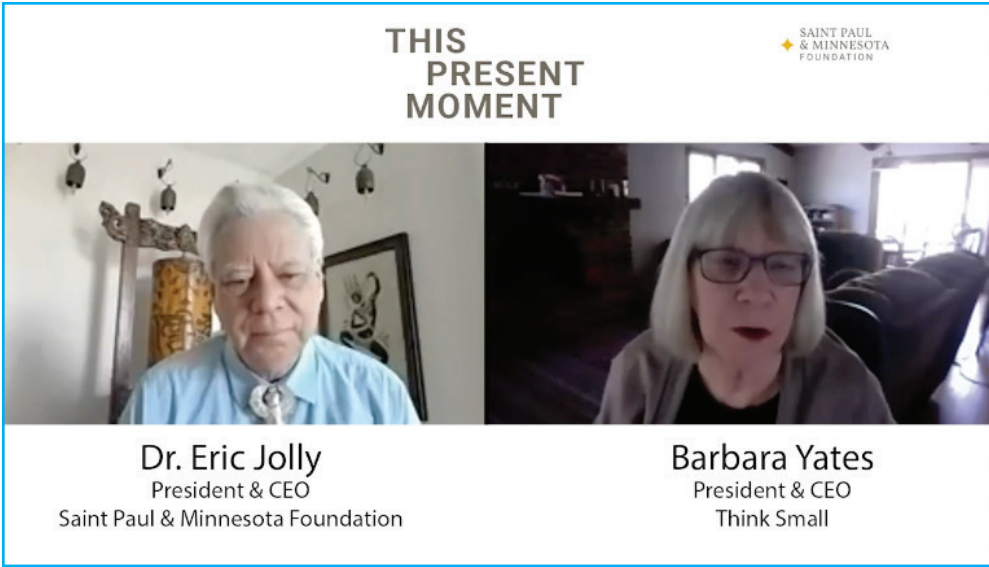 THIS
PRESENT
MOMENT
SAINT PAUL
& MINNESOTA
FOUNDATION
Dr. Eric Jolly
President & CEO
Saint Paul & Minnesota Foundation
Barbara Yates
President & CEO
Think Small